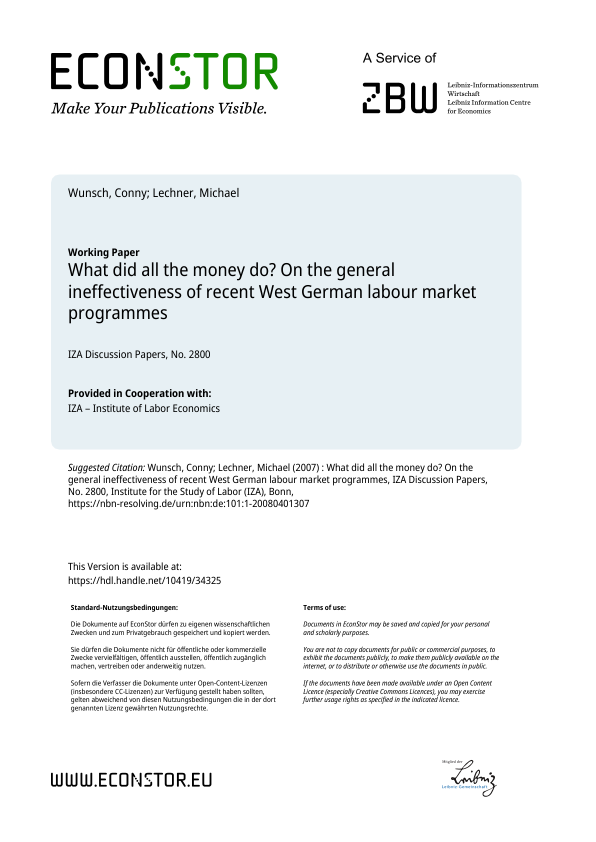 ECONSTOR
Make Your Publications Visible.
A Service of
ZBW
Leibniz-Informationszentrum
Wirtschaft
Leibniz Information Centre
for Economics
Wunsch, Conny; Lechner, Michael
Working Paper
What did all the money do? On the general
ineffectiveness of recent West German labour market
programmes
IZA Discussion Papers, No. 2800
Provided in Cooperation with:
IZA – Institute of Labor Economics
Suggested Citation: Wunsch, Conny; Lechner, Michael (2007) : What did all the money do? On the
general ineffectiveness of recent West German labour market programmes, IZA Discussion Papers,
No. 2800, Institute for the Study of Labor (IZA), Bonn,
https://nbn-resolving.de/urn:nbn:de:101:1-20080401307
This Version is available at:
https://hdl.handle.net/10419/34325
Standard-Nutzungsbedingungen:
Die Dokumente auf EconStor dürfen zu eigenen wissenschaftlichen
Zwecken und zum Privatgebrauch gespeichert und kopiert werden.
Sie dürfen die Dokumente nicht für öffentliche oder kommerzielle
Zwecke vervielfältigen, öffentlich ausstellen, öffentlich zugänglich
machen, vertreiben oder anderweitig nutzen.
Sofern die Verfasser die Dokumente unter Open-Content-Lizenzen
(insbesondere CC-Lizenzen) zur Verfügung gestellt haben sollten,
gelten abweichend von diesen Nutzungsbedingungen die in der dort
genannten Lizenz gewährten Nutzungsrechte.
Terms of use:
Documents in EconStor may be saved and copied for your personal
and scholarly purposes.
You are not to copy documents for public or commercial purposes, to
exhibit the documents publicly, to make them publicly available on the
internet, or to distribute or otherwise use the documents in public.
If the documents have been made available under an Open Content
Licence (especially Creative Commons Licences), you may exercise
further usage rights as specified in the indicated licence.
WWW.ECONSTOR.EU
Mitglied der
Leibniz
Leibniz-Gemeinschaft